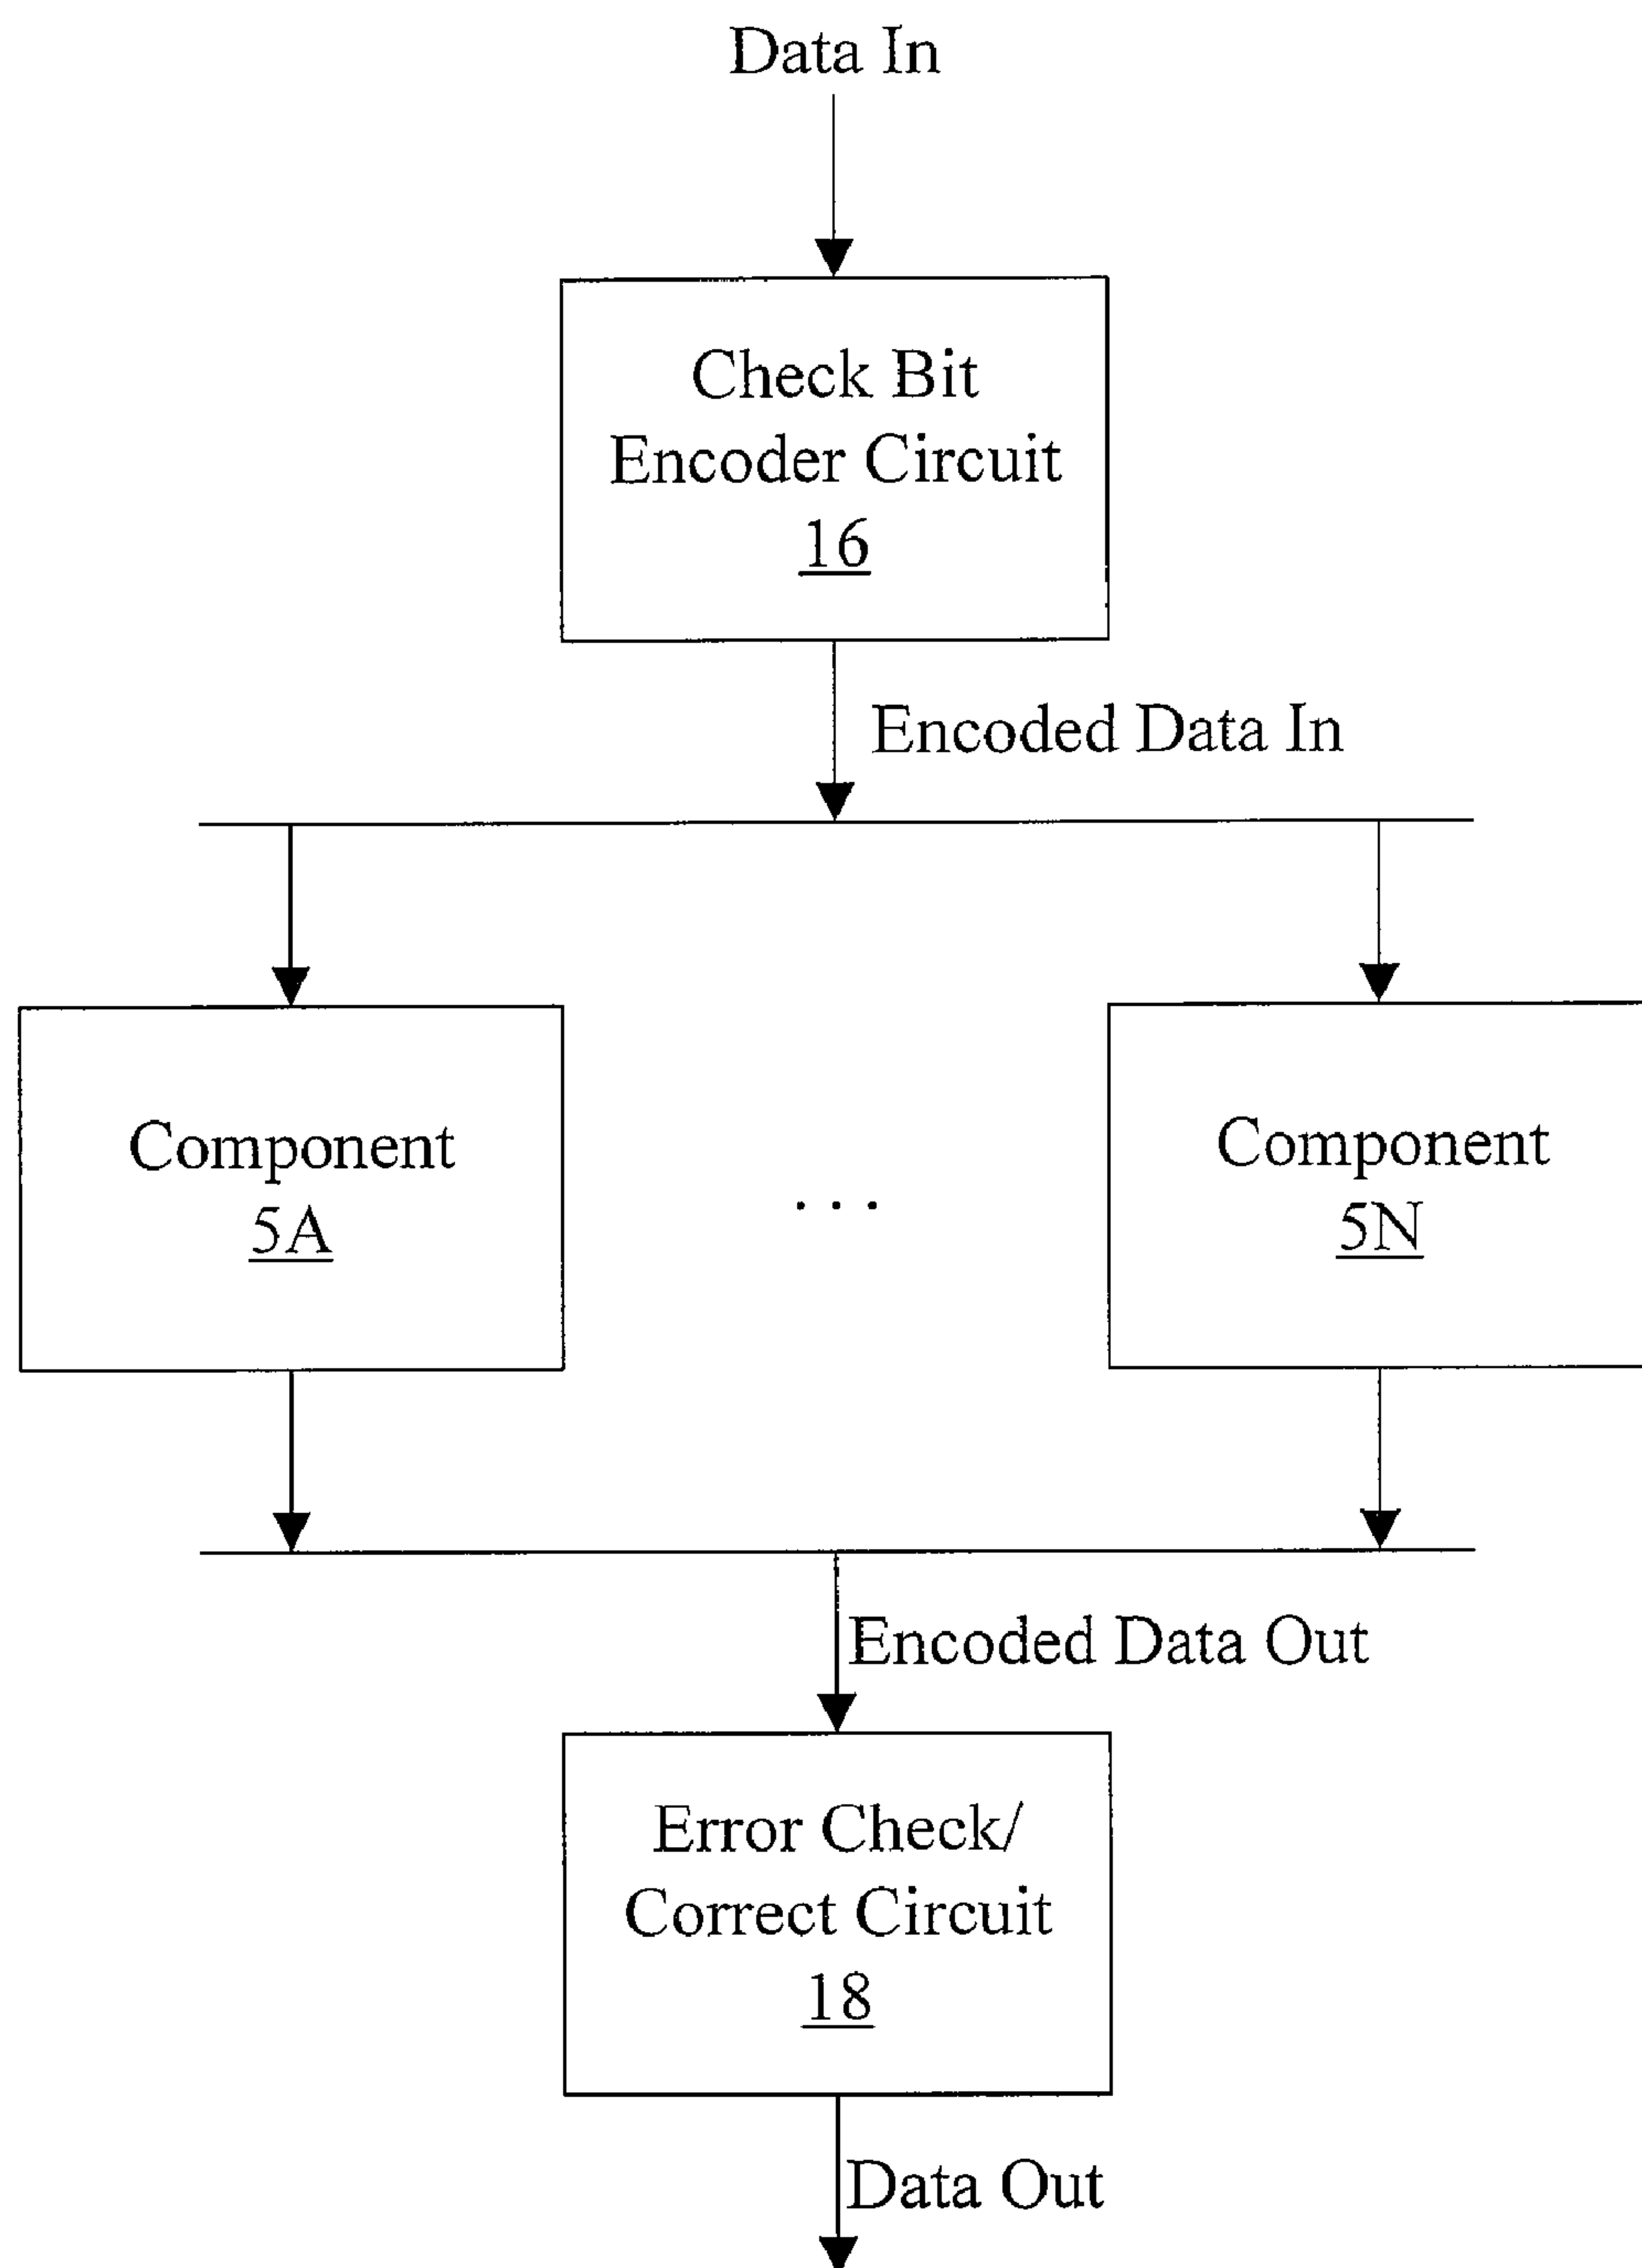 Data In
Check Bit
Encoder Circuit
16
Encoded Data In
Component
5A
. . .
Component
5N
Encoded Data Out
Error Check/
Correct Circuit
18
Data Out